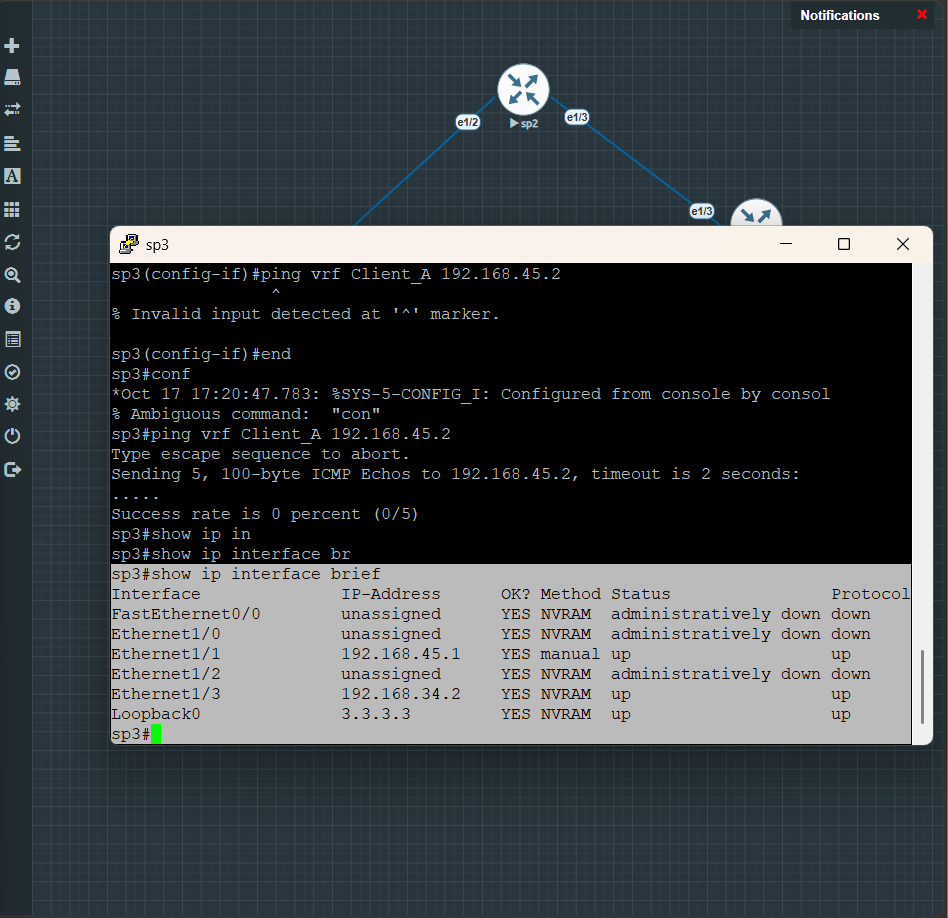 Notifications
e1/2
e1/3
sp2
e1/3
sp3
sp3(config-if)#ping vrf Client_A 192.168.45.2
^
% Invalid input detected at '^' marker.
sp3(config-if)#end
sp3#conf
*Oct 17 17:20:47.783: %SYS-5-CONFIG_I: Configured from console by consol
% Ambiguous command:  "con"
sp3#ping vrf Client_A 192.168.45.2
Type escape sequence to abort.
Sending 5, 100-byte ICMP Echos to 192.168.45.2, timeout is 2 seconds:
.....
Success rate is 0 percent (0/5)
sp3#show ip in
sp3#show ip interface br
sp3#show ip interface brief
Interface              IP-Address      OK? Method Status                Protocol
FastEthernet0/0        unassigned      YES NVRAM  administratively down down
Ethernet1/0            unassigned      YES NVRAM  administratively down down
Ethernet1/1            192.168.45.1    YES manual up                    up
Ethernet1/2            unassigned      YES NVRAM  administratively down down
Ethernet1/3            192.168.34.2    YES NVRAM  up                    up
Loopback0              3.3.3.3         YES NVRAM  up                    up
sp3#